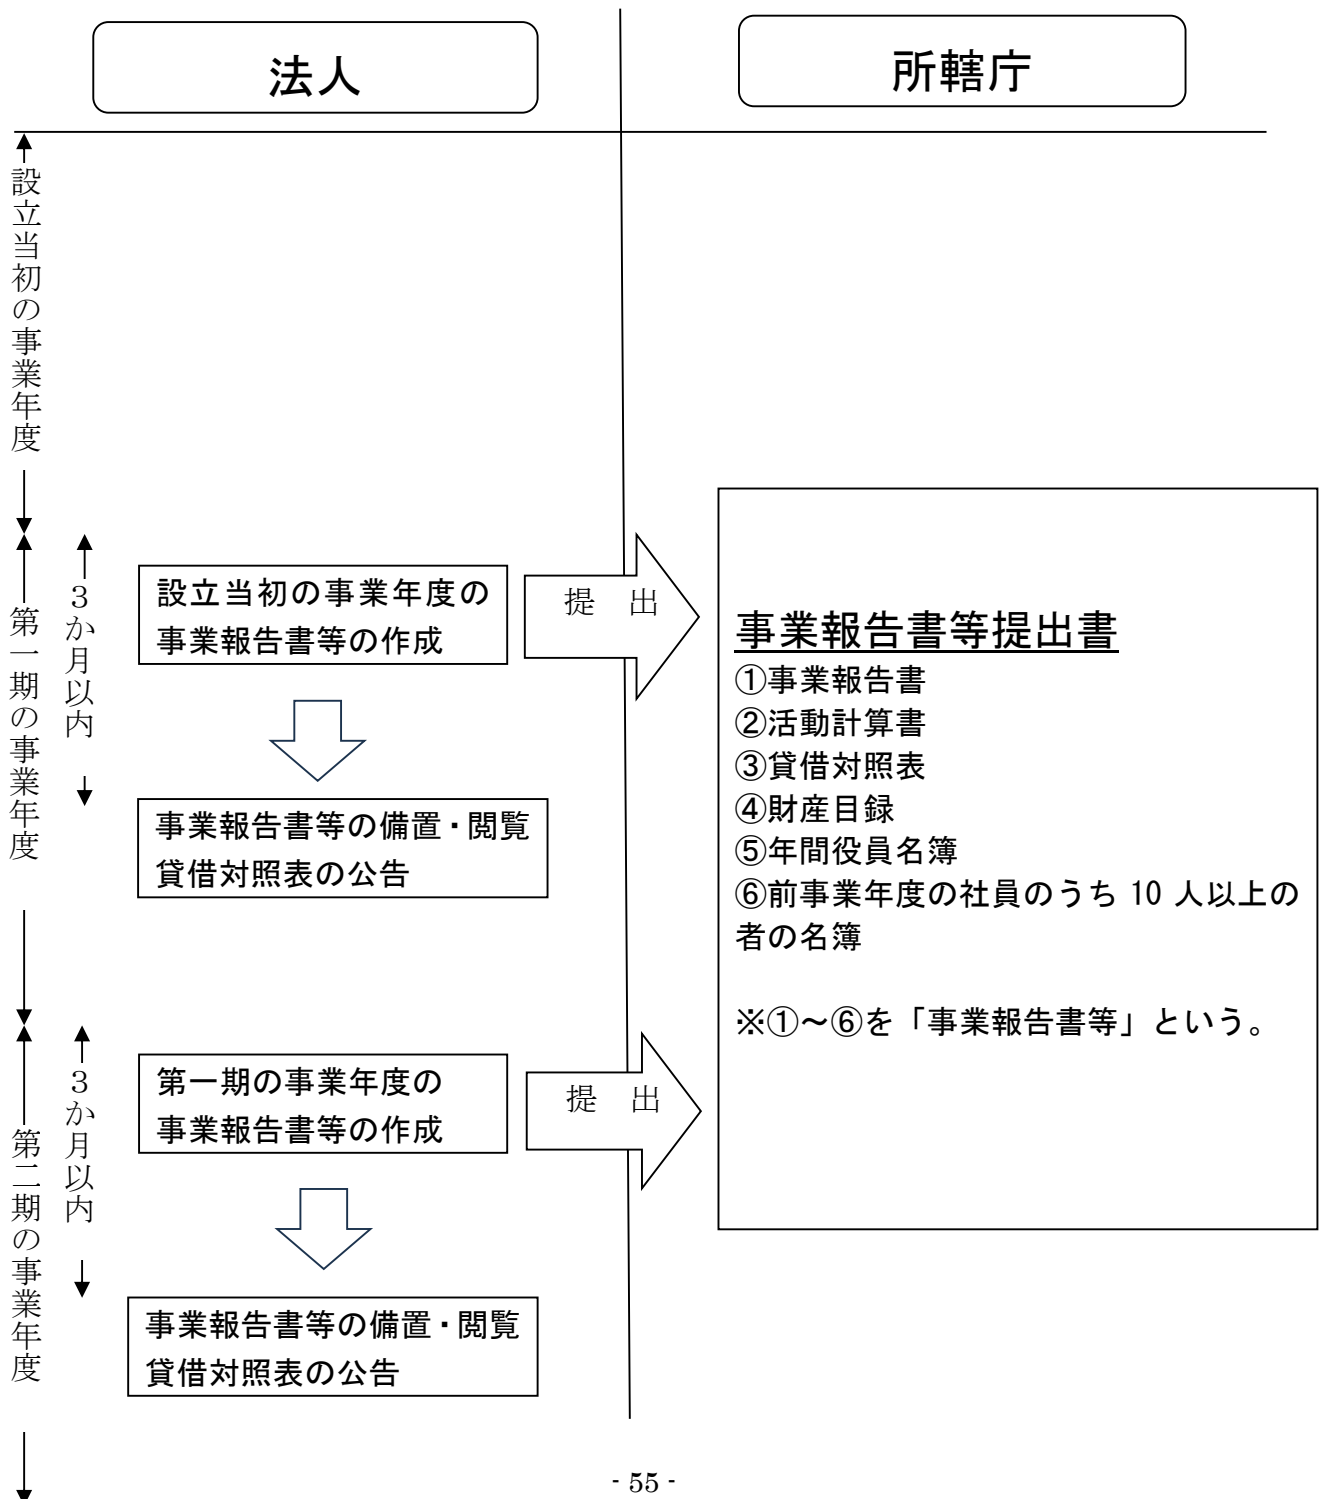 法人
所轄庁
設立当初の事業年度
第一期の事業年度
3か月以内
設立当初の事業年度の
事業報告書等の作成
提 出
事業報告書等の備置・閲覧
貸借対照表の公告
事業報告書等提出書
①事業報告書
②活動計算書
③貸借対照表
④財産目録
⑤年間役員名簿
⑥前事業年度の社員のうち 10 人以上の
者の名簿
※①～⑥を「事業報告書等」という。
第二期の事業年度
3か月以内
第一期の事業年度の
事業報告書等の作成
提 出
事業報告書等の備置・閲覧
貸借対照表の公告
- 55 -